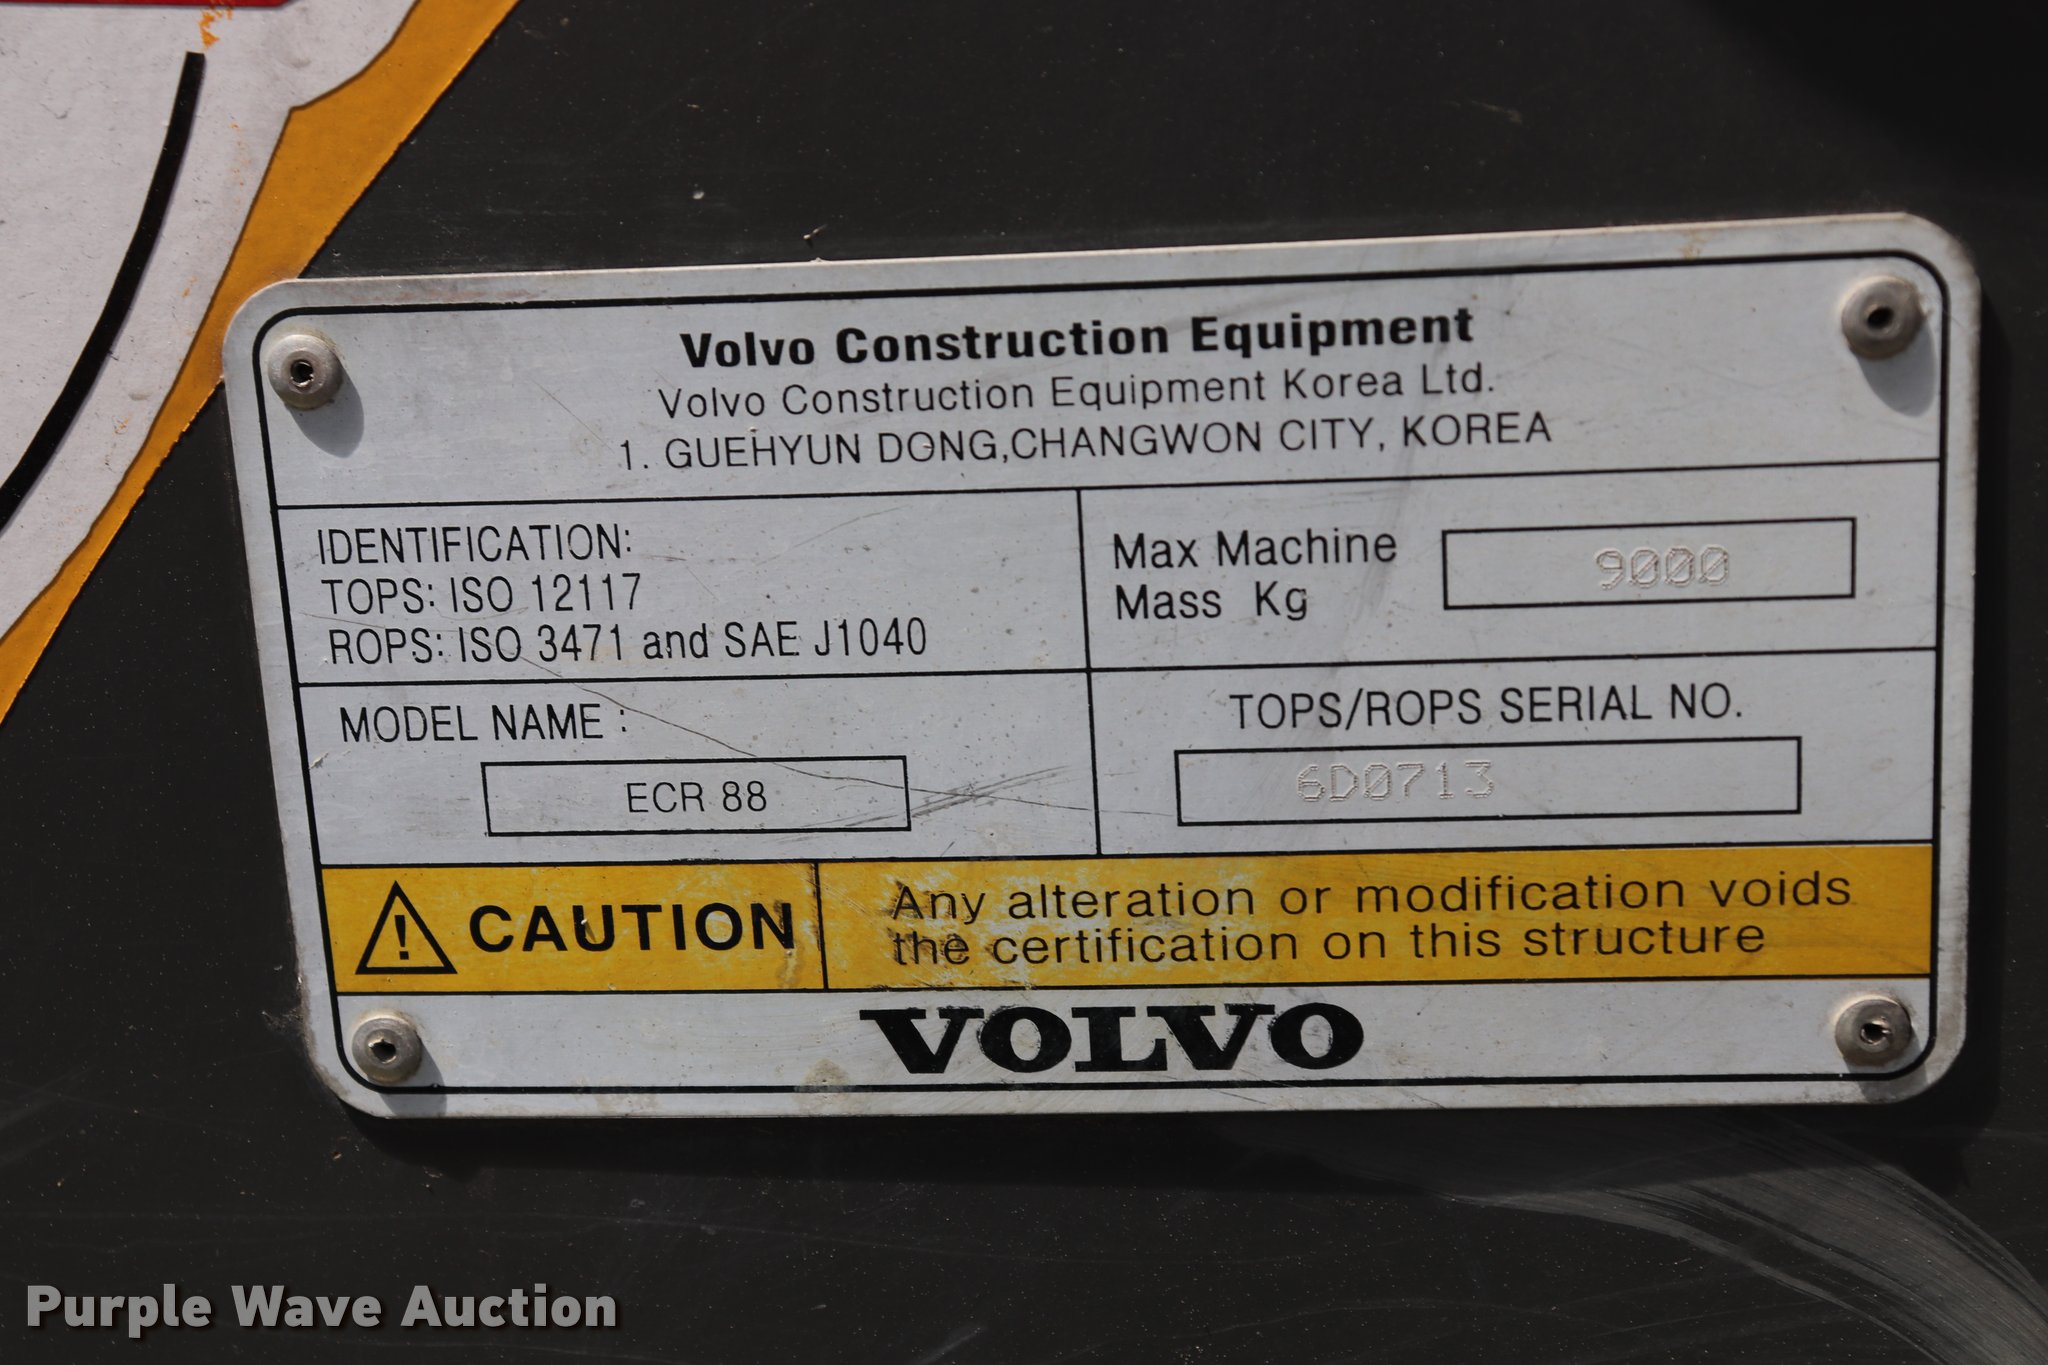 Volvo Construction Equipment
Volvo Construction Equipment Korea Ltd.
1. GUEHYUN DONG,CHANGWON CITY, KOREA
IDENTIFICATION:
TOPS: ISO 12117
ROPS: ISO 3471 and SAE J1040
Max Machine
Mass Kg
9000
MODEL NAME :
ECR 88
TOPS/ROPS SERIAL NO.
6D0713
CAUTION
Any alteration or modification voids
the certification on this structure
VOLVO
Purple Wave Auction